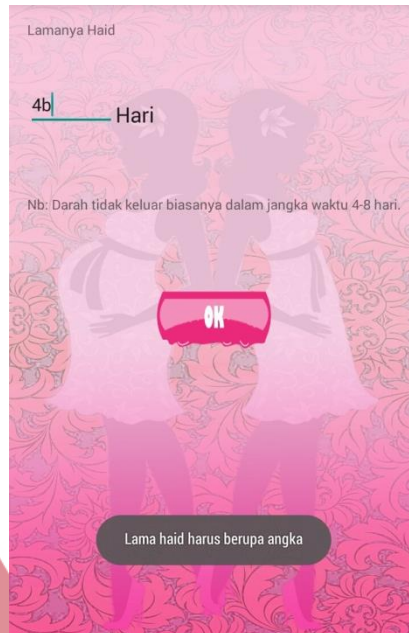 Lamanya Haid
4b Hari
Nb: Darah tidak keluar biasanya dalam jangka waktu 4-8 hari.
OK
Lama haid harus berupa angka